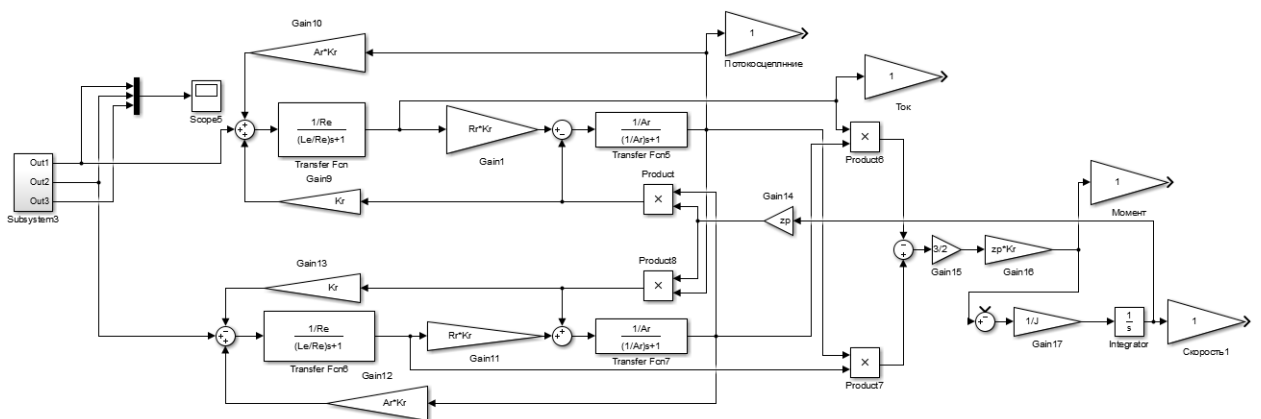 Gain10
Ar*Kr
1
Потокосцеплнние
1
Ток
Scope5
1/Re
(Le/Re)s+1
Transfer Fcn
Rr*Kr
Gain1
1/Ar
(1/Ar)s+1
Transfer Fcn5
×
Product6
Out1
Out2
Out3
Subsystem3
Gain9
Kr
Product
×
Gain14
zp
1
Момент
Gain13
Kr
Product8
×
3/2
Gain15
zp*Kr
Gain16
1/Re
(Le/Re)s+1
Transfer Fcn6
Rr*Kr
Gain11
1/Ar
(1/Ar)s+1
Transfer Fcn7
×
Product7
1/J
Gain17
1
s
Integrator
1
Скорость1
Gain12
Ar*Kr